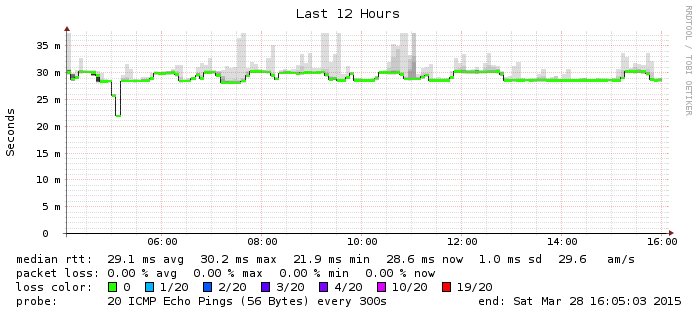 Last 12 Hours
RRDTOOL / TOBI OETIKER
Seconds
35 m
30 m
25 m
20 m
15 m
10 m
5 m
0
06:00 08:00 10:00 12:00 14:00 16:00
median rtt: 29.1 ms avg 30.2 ms max 21.9 ms min 28.6 ms now 1.0 ms sd 29.6 am/s
packet loss: 0.00 % avg 0.00 % max 0.00 % min 0.00 % now
loss color: 0 1/20 2/20 3/20 4/20 10/20 19/20
probe: 20 ICMP Echo Pings (56 Bytes) every 300s end: Sat Mar 28 16:05:03 2015